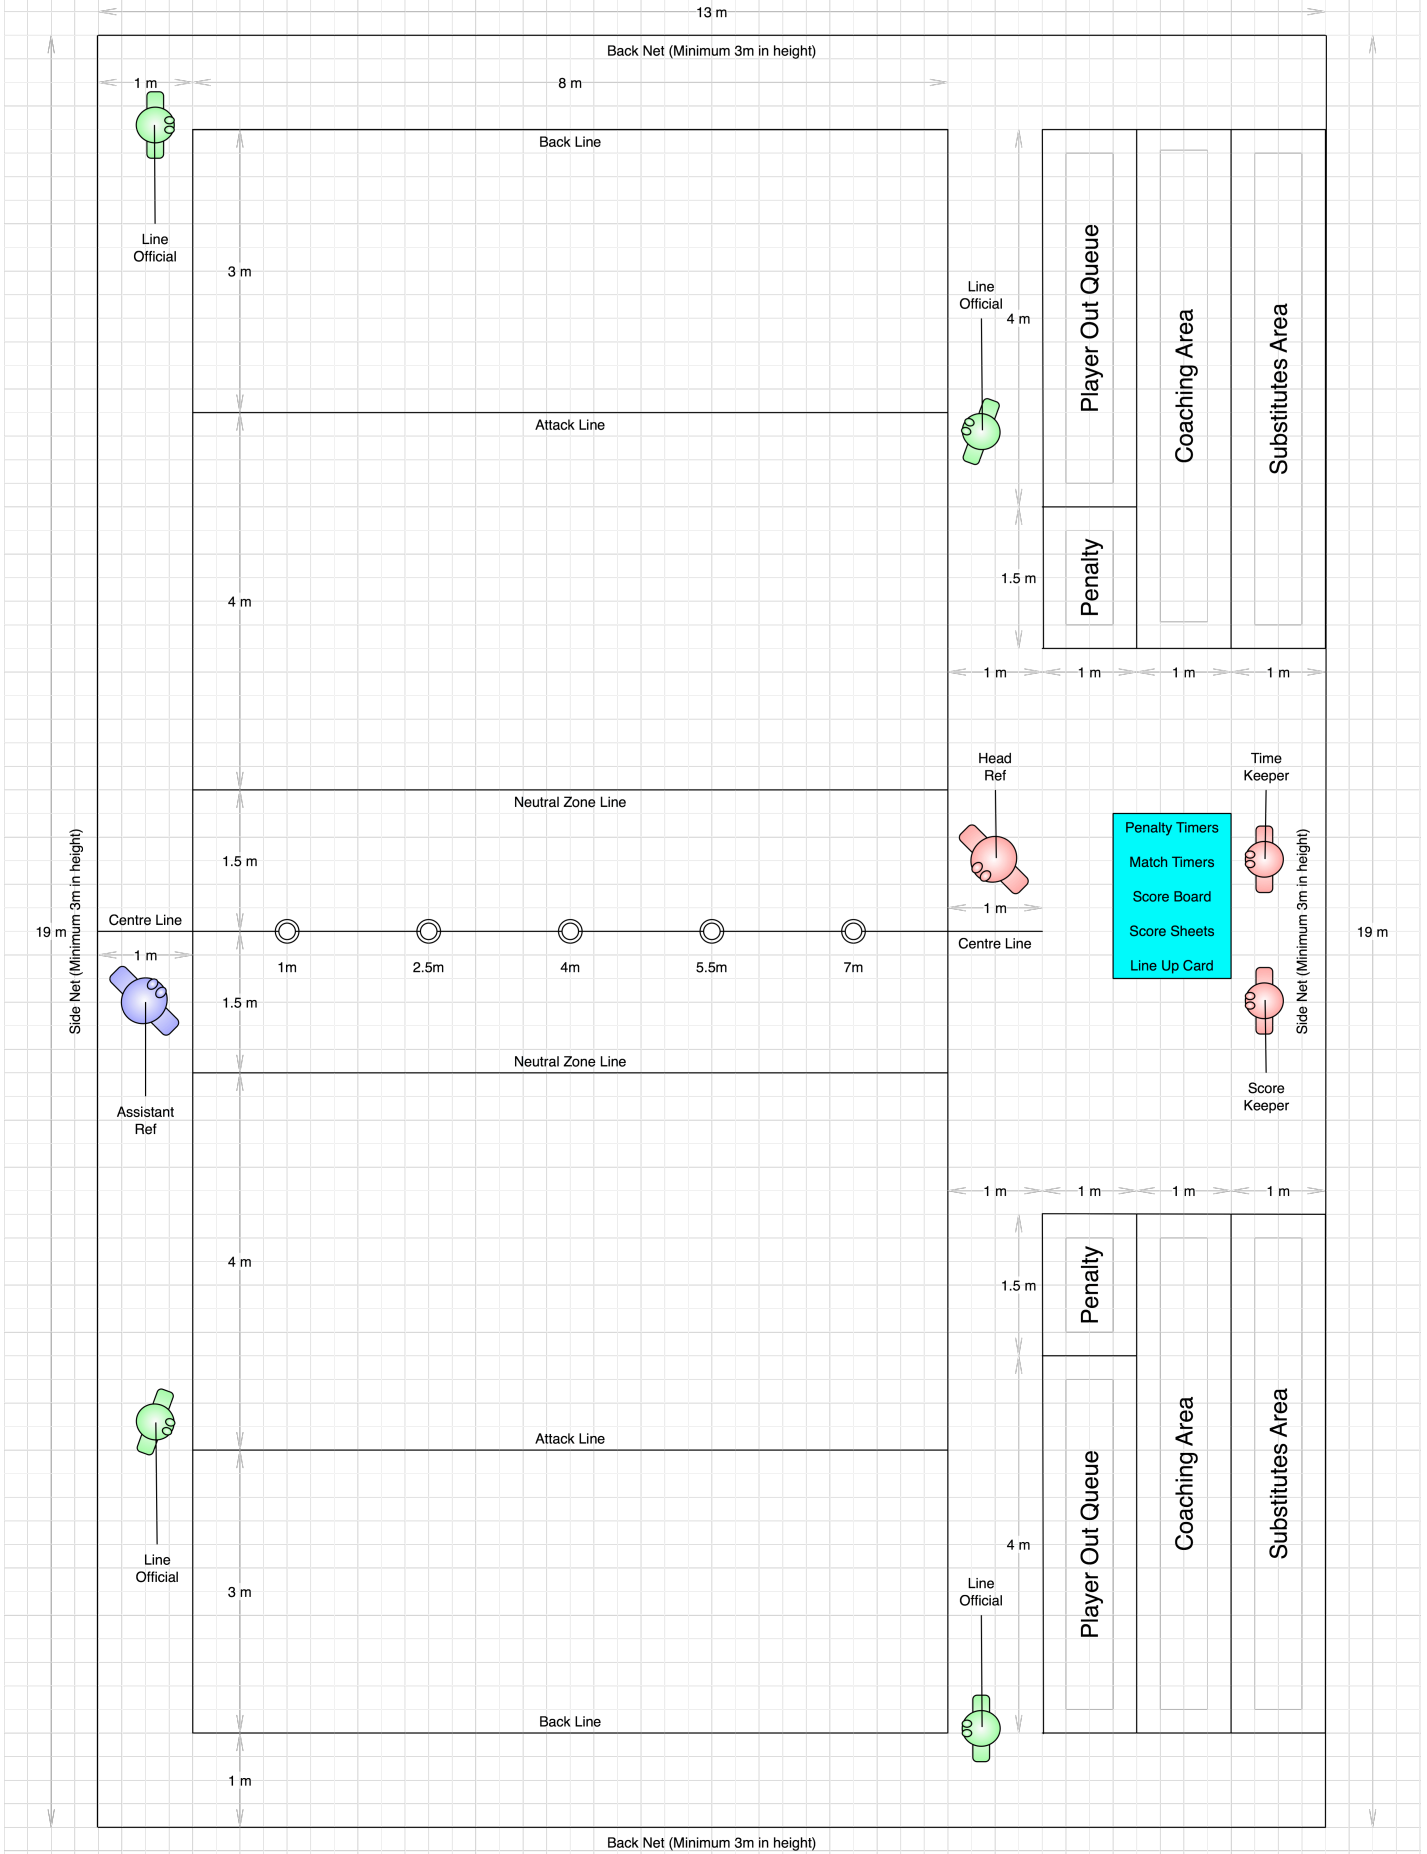 13 m
Back Net (Minimum 3m in height)
1 m
8 m
Back Line
Line
Official
3 m
Line
Official
4 m
Player Out Queue
Coaching Area
Substitutes Area
Attack Line
Penalty
1.5 m
4 m
1 m
1 m
1 m
1 m
Head
Ref
Time
Keeper
Neutral Zone Line
Penalty Timers
Match Timers
Score Board
Score Sheets
Line Up Card
1.5 m
Side Net (Minimum 3m in height)
Side Net (Minimum 3m in height)
1 m
Centre Line
19 m
19 m
Centre Line
1 m
1m
2.5m
4m
5.5m
7m
1.5 m
Neutral Zone Line
Assistant
Ref
Score
Keeper
1 m
1 m
1 m
1 m
4 m
Penalty
1.5 m
Attack Line
Player Out Queue
Coaching Area
Substitutes Area
4 m
Line
Official
3 m
Line
Official
Back Line
1 m
Back Net (Minimum 3m in height)